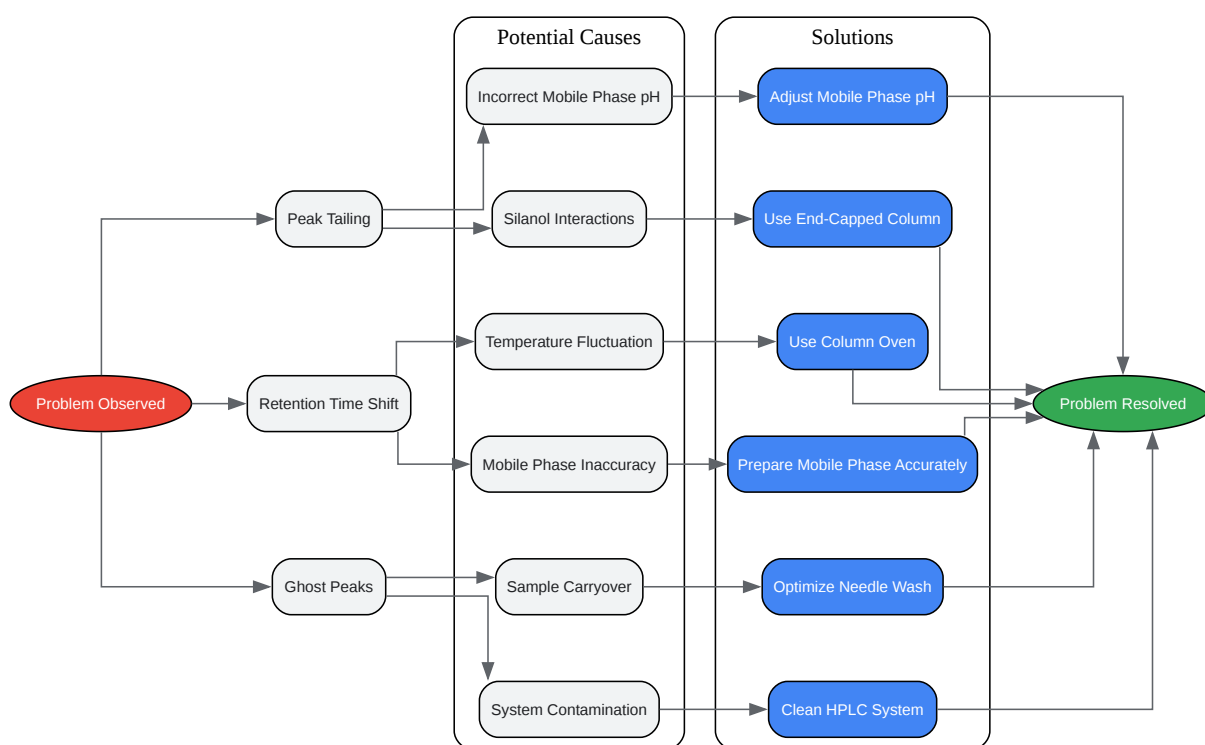 Potential Causes
Solutions
Incorrect Mobile Phase pH
Adjust Mobile Phase pH
Peak Tailing
Silanol Interactions
Use End-Capped Column
Temperature Fluctuation
Use Column Oven
Problem Observed
Retention Time Shift
Problem Resolved
Mobile Phase Inaccuracy
Prepare Mobile Phase Accurately
Ghost Peaks
Sample Carryover
Optimize Needle Wash
System Contamination
Clean HPLC System